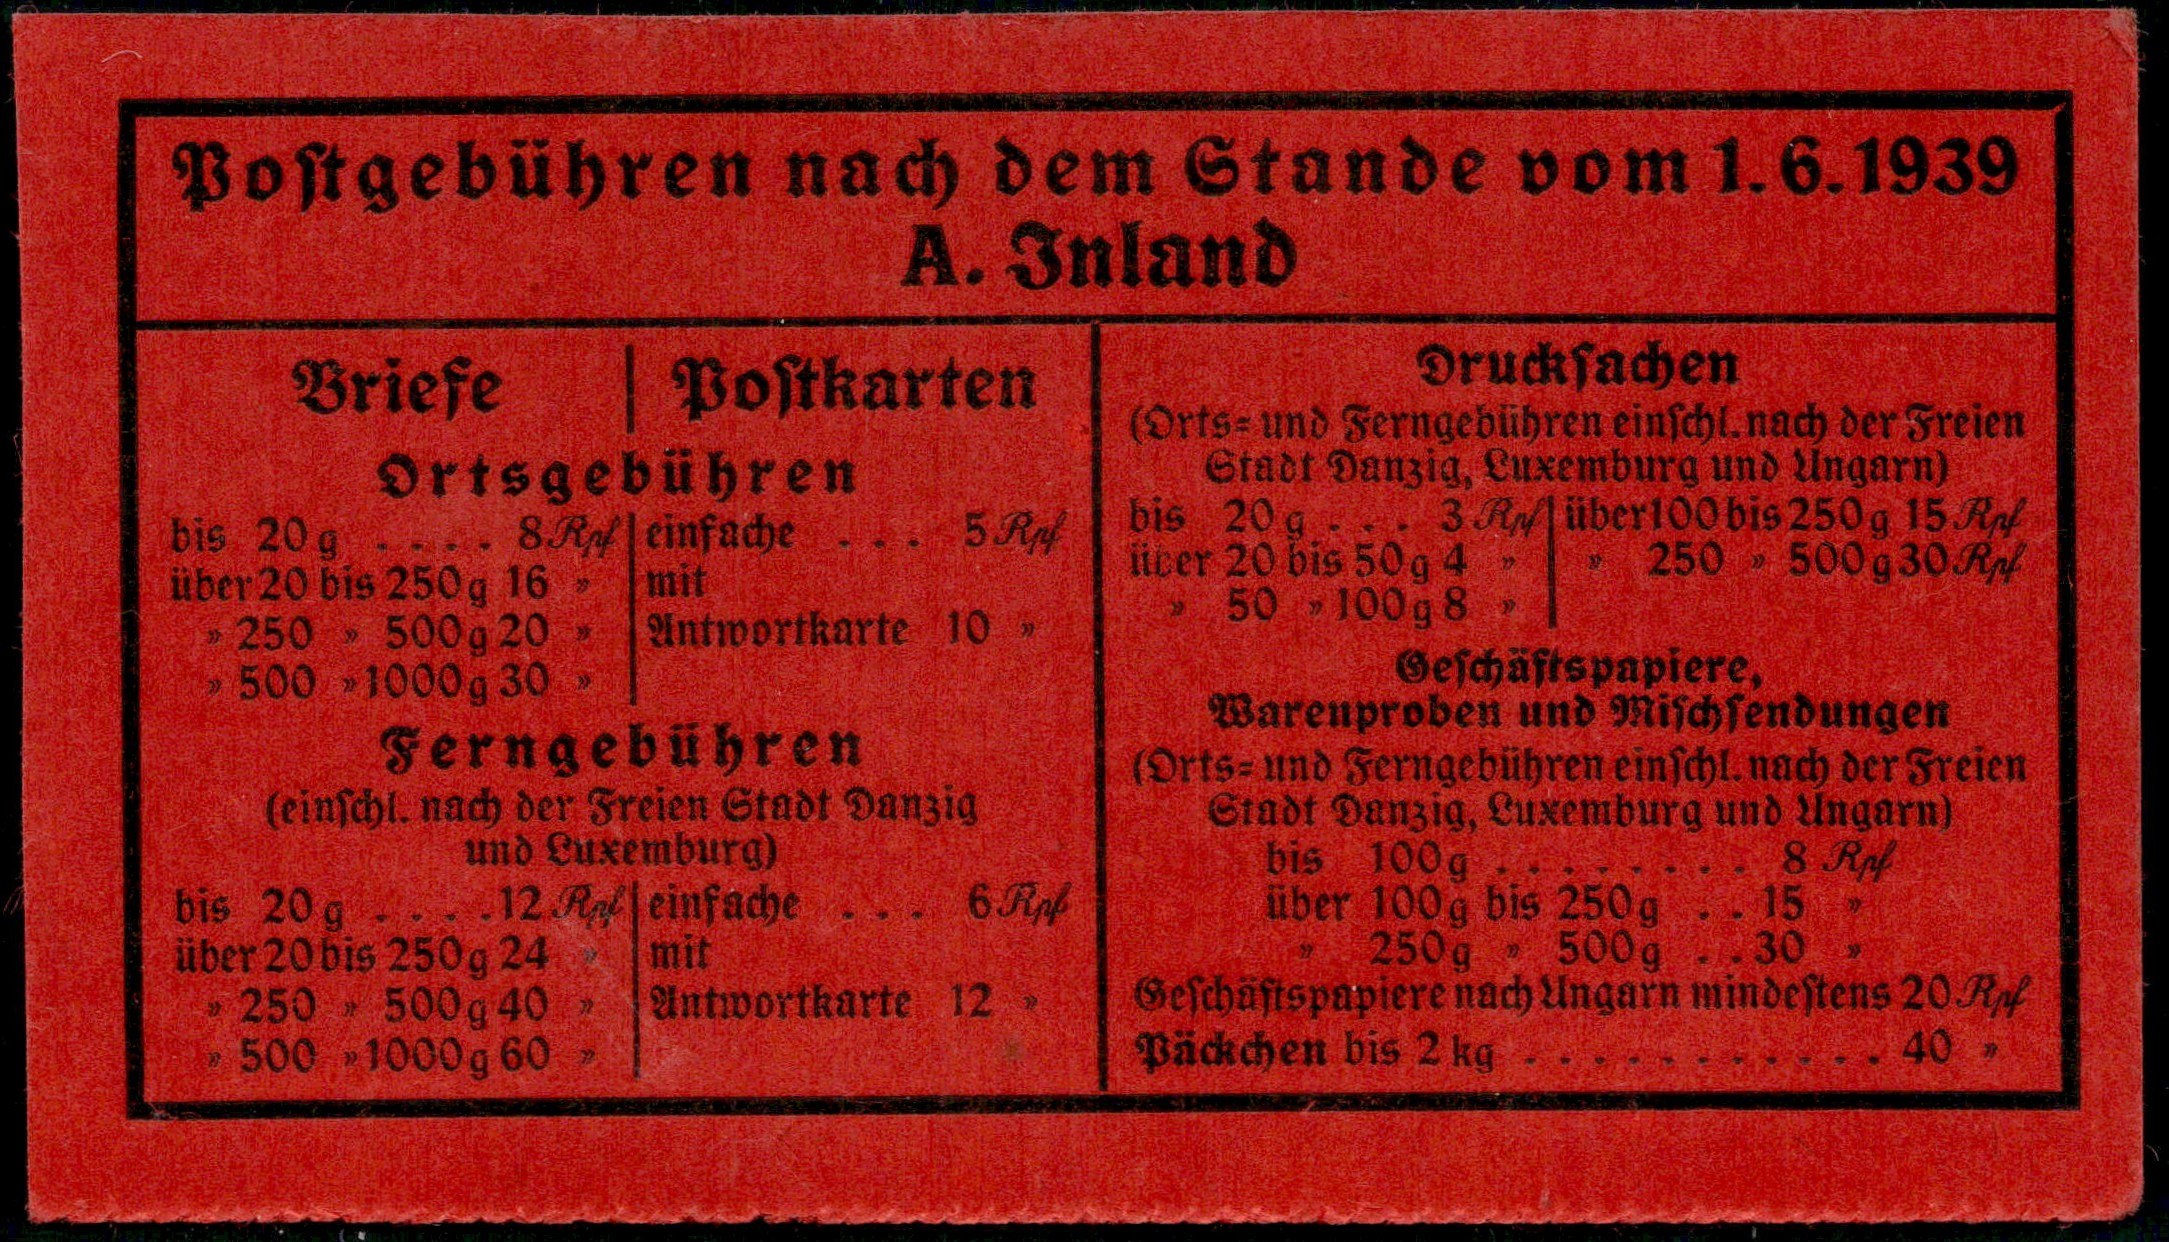 Postgebühren nach dem Stande vom 1.6.1939
A. Inland
Briefe | Postkarten
Ortsgebühren
bis 20 g . . . . 8 Rpf
über 20 bis 250 g 16 "
" 250 " 500 g 20 "
" 500 " 1000 g 30 "
einfache . . . 5 Rpf
mit
Antwortkarte 10 "
Ferngebühren
(einschl. nach der Freien Stadt Danzig
und Luxemburg)
bis 20 g . . . . 12 Rpf
über 20 bis 250 g 24 "
" 250 " 500 g 40 "
" 500 " 1000 g 60 "
einfache . . . 6 Rpf
mit
Antwortkarte 12 "
Drucksachen
(Orts= und Ferngebühren einschl. nach der Freien
Stadt Danzig, Luxemburg und Ungarn)
bis 20 g . . . 3 Rpf
über 20 bis 50 g 4 "
" 50 " 100 g 8 "
über 100 bis 250 g 15 Rpf
" 250 " 500 g 30 Rpf
Geschäftspapiere,
Warenproben und Mischsendungen
(Orts= und Ferngebühren einschl. nach der Freien
Stadt Danzig, Luxemburg und Ungarn)
bis 100 g . . . . . . . . 8 Rpf
über 100 g bis 250 g . . 15 "
" 250 g " 500 g . . 30 "
Geschäftspapiere nach Ungarn mindestens 20 Rpf
Päckchen bis 2 kg . . . . . . . . . . . . 40 "